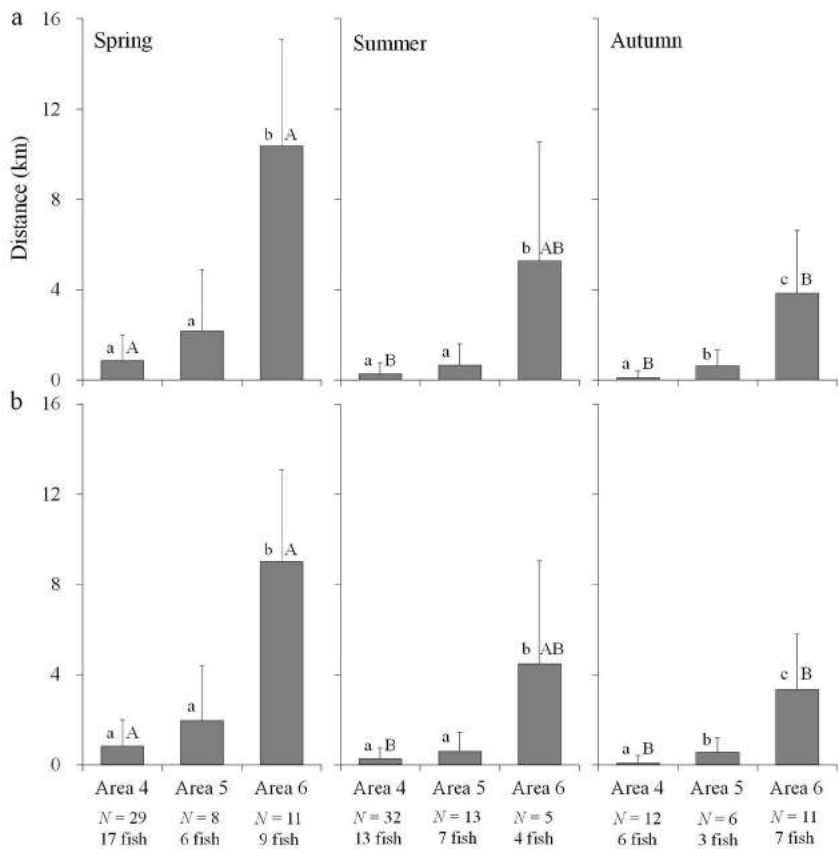 a
16
Spring
Summer
Autumn
12
b A
Distance (km)
8
b AB
4
c B
a
a A
a B
a
a B
b
0
b
16
12
b A
8
b AB
4
c B
a
a A
a B
a
a B
b
0
Area 4 Area 5 Area 6 Area 4 Area 5 Area 6 Area 4 Area 5 Area 6
N = 29 N = 8 N = 11 N = 32 N = 13 N = 5 N = 12 N = 6 N = 11
17 fish 6 fish 9 fish 13 fish 7 fish 4 fish 6 fish 3 fish 7 fish